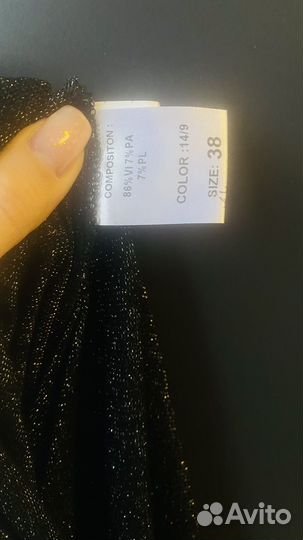 COMPOSITON :
86%VI 7%PA
7%PL
COLOR :14/9
SIZE: 38
Avito